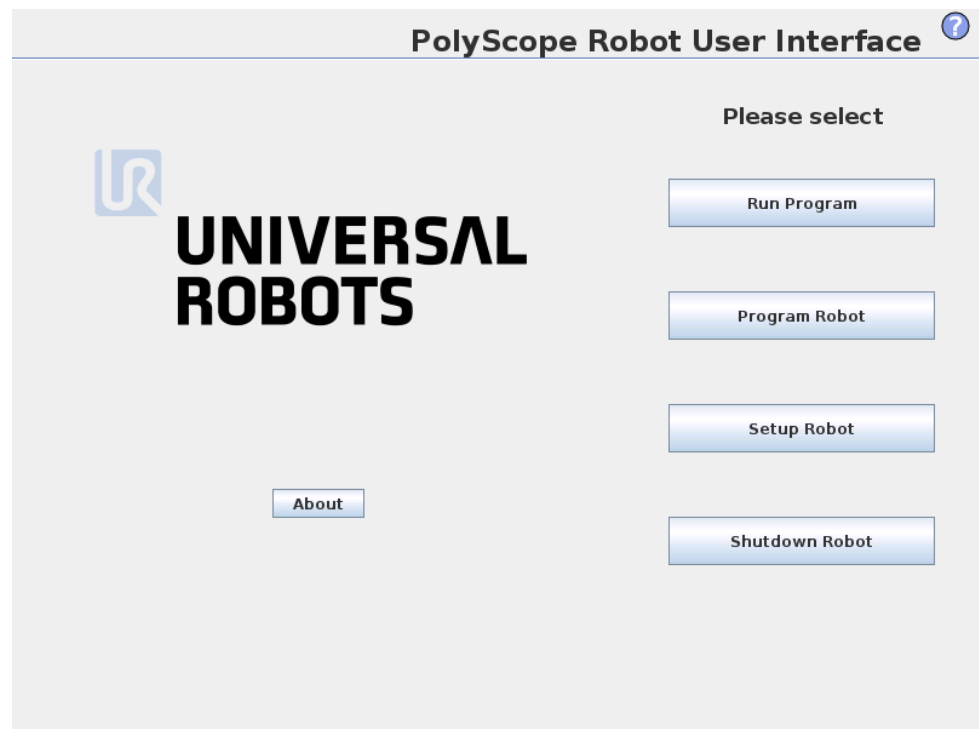 PolyScope Robot User Interface ?
Please select
UR
UNIVERSAL
ROBOTS
Run Program
Program Robot
Setup Robot
About
Shutdown Robot